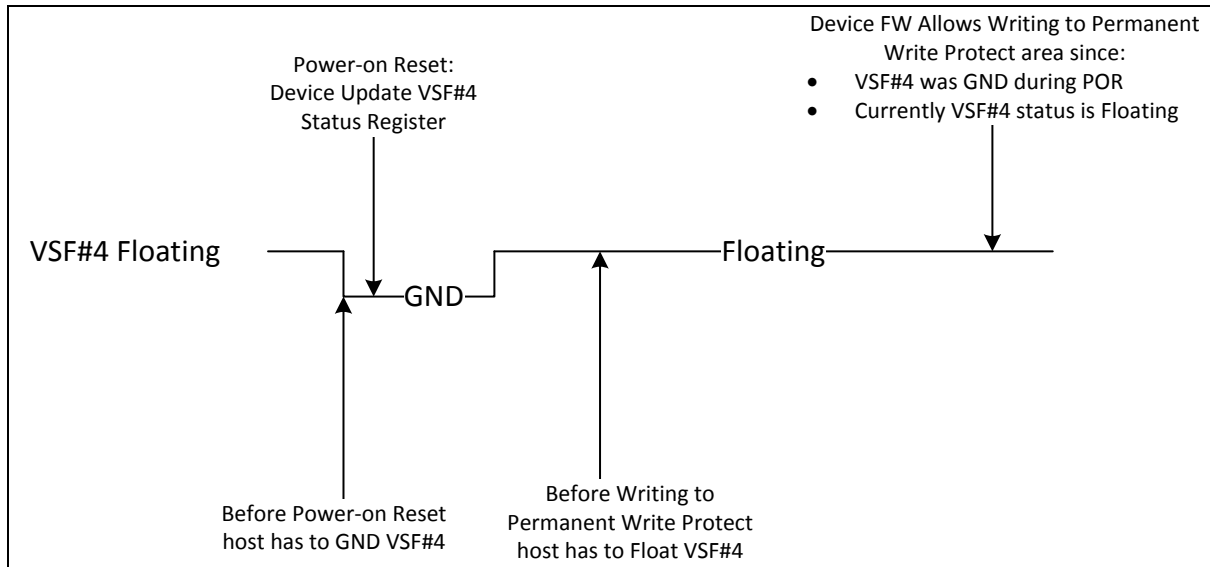 Device FW Allows Writing to Permanent
Write Protect area since:
• VSF#4 was GND during POR
• Currently VSF#4 status is Floating
Power-on Reset:
Device Update VSF#4
Status Register
VSF#4 Floating
GND
Floating
Before Power-on Reset
host has to GND VSF#4
Before Writing to
Permanent Write Protect
host has to Float VSF#4